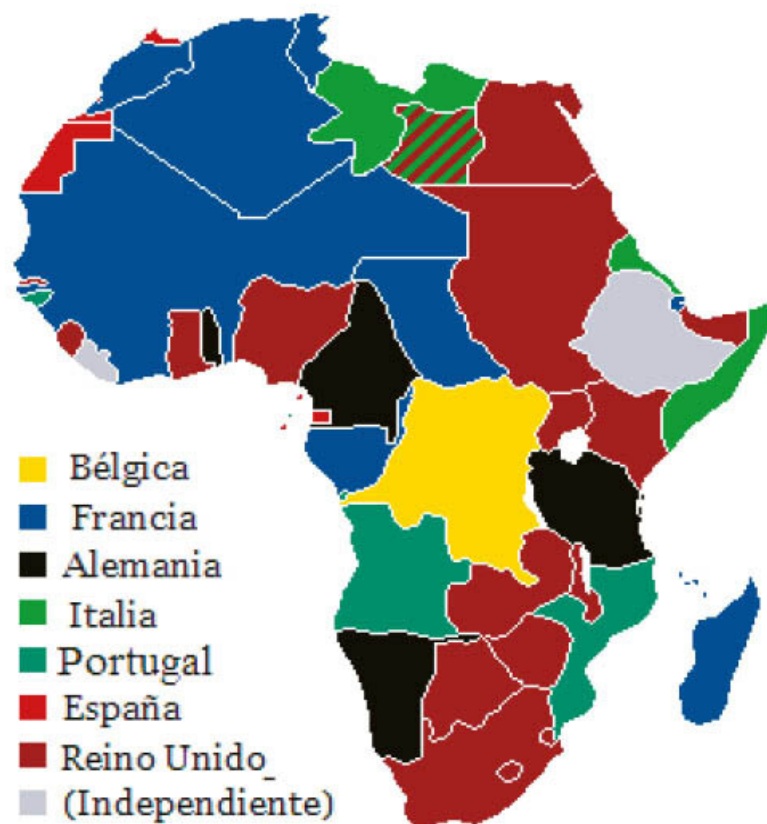 Bélgica
Francia
Alemania
Italia
Portugal
España
Reino Unido
(Independiente)